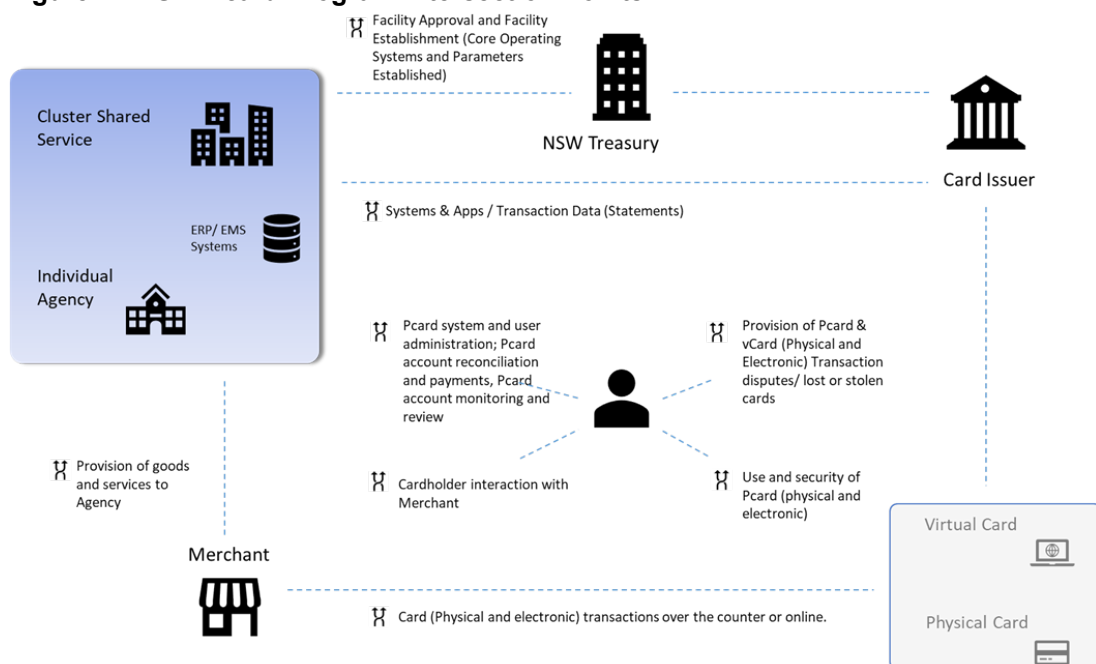 Facility Approval and Facility
Establishment (Core Operating
Systems and Parameters
Established)
Cluster Shared
Service
NSW Treasury
Card Issuer
Systems & Apps / Transaction Data (Statements)
ERP/ EMS
Systems
Individual
Agency
Pcard system and user
administration; Pcard
account reconciliation
and payments, Pcard
account monitoring and
review
Provision of Pcard &
vCard (Physical and
Electronic) Transaction
disputes/ lost or stolen
cards
Provision of goods
and services to
Agency
Cardholder interaction with
Merchant
Use and security of
Pcard (physical and
electronic)
Virtual Card
Merchant
Card (Physical and electronic) transactions over the counter or online.
Physical Card